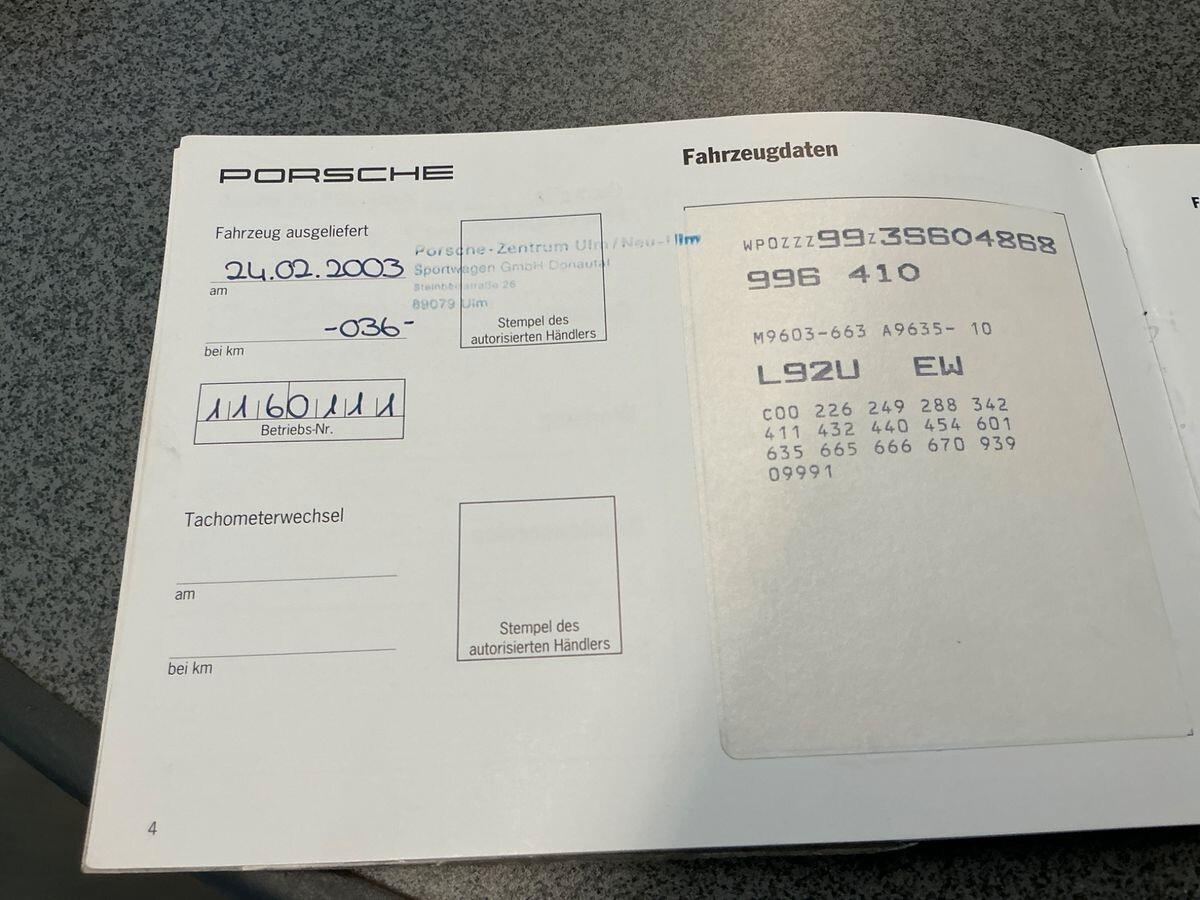 PORSCHE
Fahrzeug ausgeliefert
24.02.2003
am
-036-
bei km
1160111
Betriebs-Nr.
Porsche-Zentrum Ulm/Neu-Ulm
Sportwagen GmbH Donautal
Steinbeisstraße 26
89079 Ulm
Stempel des
autorisierten Händlers
Tachometerwechsel
am
bei km
Stempel des
autorisierten Händlers
4
Fahrzeugdaten
WPOZZZ99Z3S604868
996 410
M9603-663 A9635- 10
L92U EW
C00 226 249 288 342
411 432 440 454 601
635 665 666 670 939
09991
F